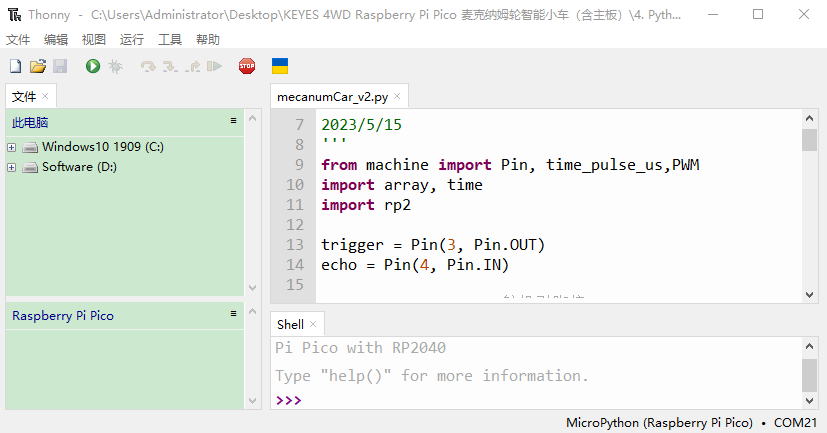 Thonny - C:\Users\Administrator\Desktop\KEYES 4WD Raspberry Pi Pico 麦克纳姆轮智能小车（含主板）\4. Pyth...
文件 编辑 视图 运行 工具 帮助
STOP
文件
此电脑
Windows10 1909 (C:)
Software (D:)
Raspberry Pi Pico
mecanumCar_v2.py
7 2023/5/15
8 '''
9 from machine import Pin, time_pulse_us,PWM
10 import array, time
11 import rp2
12
13 trigger = Pin(3, Pin.OUT)
14 echo = Pin(4, Pin.IN)
15
Shell
Pi Pico with RP2040
Type "help()" for more information.
>>>
MicroPython (Raspberry Pi Pico) • COM21